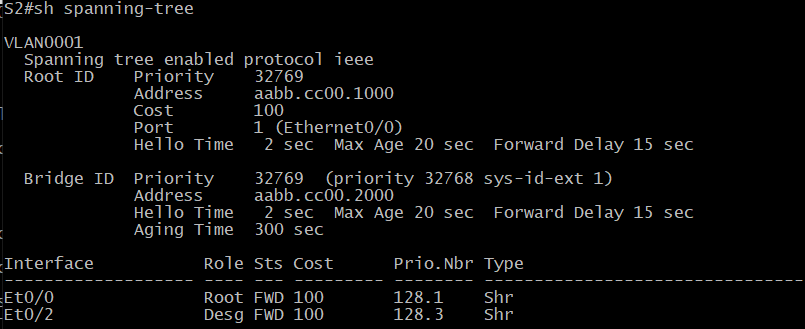 S2#sh spanning-tree
VLAN0001
  Spanning tree enabled protocol ieee
  Root ID    Priority    32769
             Address     aabb.cc00.1000
             Cost        100
             Port        1 (Ethernet0/0)
             Hello Time   2 sec  Max Age 20 sec  Forward Delay 15 sec
  Bridge ID  Priority    32769  (priority 32768 sys-id-ext 1)
             Address     aabb.cc00.2000
             Hello Time   2 sec  Max Age 20 sec  Forward Delay 15 sec
             Aging Time  300 sec
Interface           Role Sts Cost      Prio.Nbr Type
------------------- ---- --- --------- -------- --------------------------------
Et0/0               Root FWD 100       128.1    Shr
Et0/2               Desg FWD 100       128.3    Shr